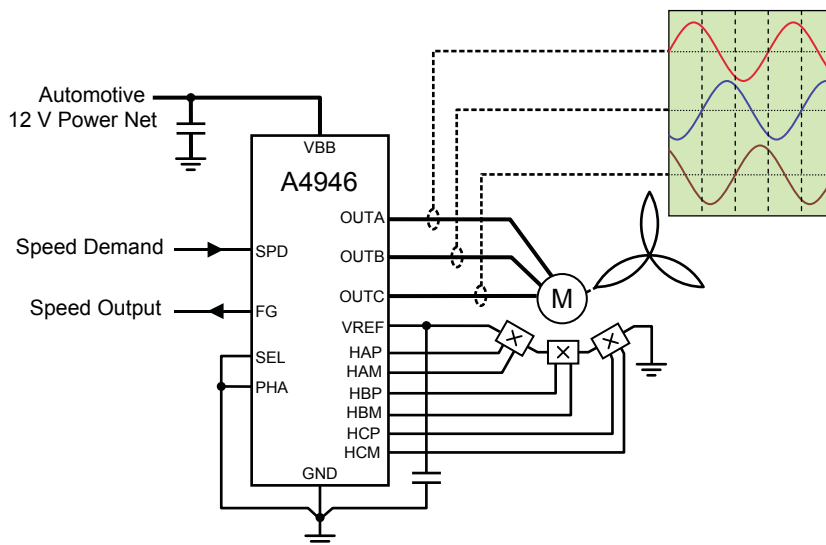 Automotive
12 V Power Net
VBB
A4946
OUTA
Speed Demand
SPD
OUTB
M
OUTC
Speed Output
FG
VREF
SEL
HAP
HAM
PHA
HBP
HBM
HCP
HCM
GND